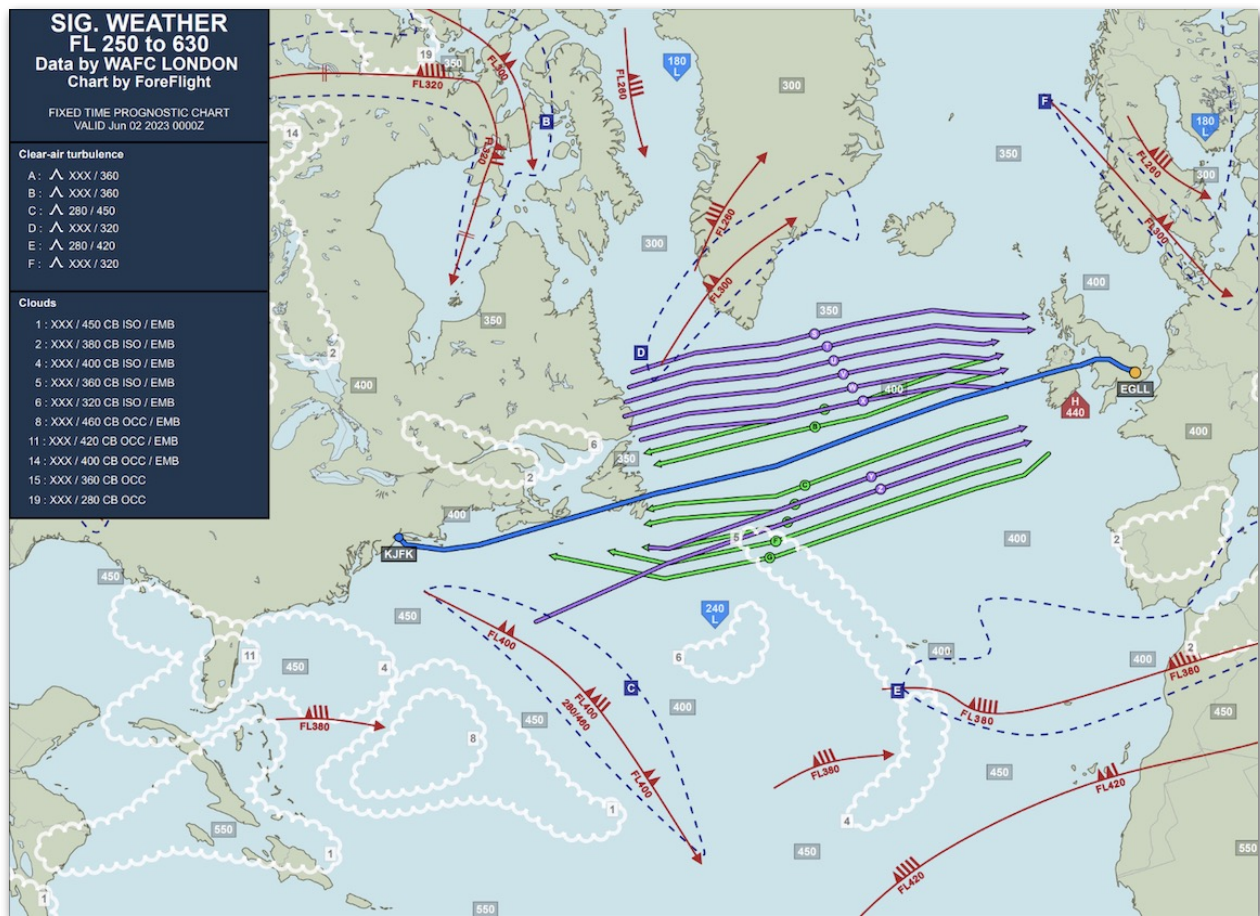 SIG. WEATHER
FL 250 to 630
Data by WAFC LONDON
Chart by ForeFlight
FIXED TIME PROGNOSTIC CHART
VALID Jun 02 2023 0000Z
Clear-air turbulence
A : XXX / 360
B : XXX / 360
C : 280 / 450
D : XXX / 320
E : 280 / 420
F : XXX / 320
Clouds
1 : XXX / 450 CB ISO / EMB
2 : XXX / 380 CB ISO / EMB
4 : XXX / 400 CB ISO / EMB
5 : XXX / 360 CB ISO / EMB
6 : XXX / 320 CB ISO / EMB
8 : XXX / 460 CB OCC / EMB
11 : XXX / 420 CB OCC / EMB
14 : XXX / 400 CB OCC / EMB
15 : XXX / 360 CB OCC
19 : XXX / 280 CB OCC
19
350
FL320
FL300
FL260
180
L
300
F
180
L
B
14
FL320
350
FL260
300
FL260
300
FL300
FL300
400
350
350
D
2
400
S
T
U
V
W
X
400
B
EGLL
H
440
6
2
350
400
C
Y
Z
400
400
KJFK
5
F
G
400
2
450
450
240
L
FL400
11
450
4
6
400
400
2
FL380
C
E
FL400
280/460
400
450
FL380
FL380
450
8
FL380
450
FL400
FL420
1
4
550
1
450
FL420
550
1
550